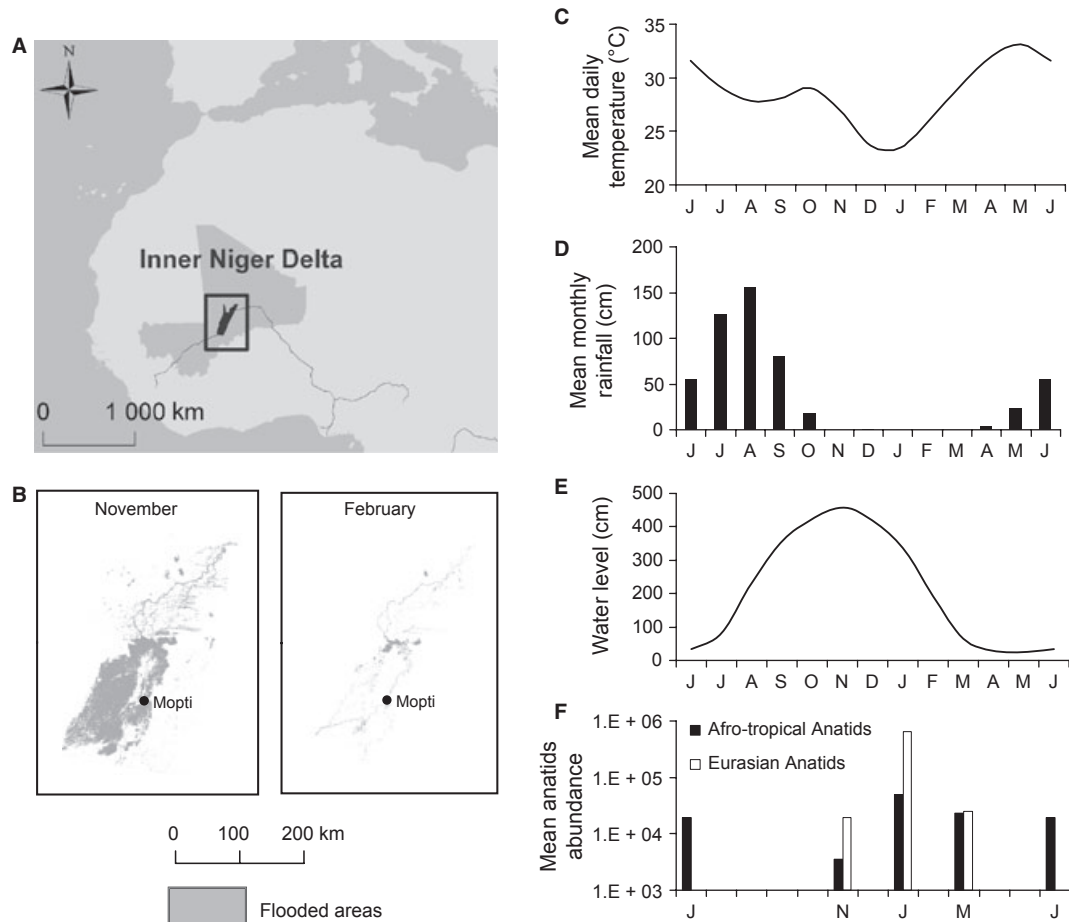 A
N
Inner Niger Delta
0 1 000 km
B
November
Mopti
February
Mopti
0 100 200 km
Flooded areas
C
Mean daily
temperature (°C)
35
30
25
20
J J A S O N D J F M A M J
D
Mean monthly
rainfall (cm)
200
150
100
50
0
J J A S O N D J F M A M J
E
Water level (cm)
500
400
300
200
100
0
J J A S O N D J F M A M J
F
Mean anatids
abundance
1.E + 06
1.E + 05
1.E + 04
1.E + 03
Afro-tropical Anatids
Eurasian Anatids
J N J M J